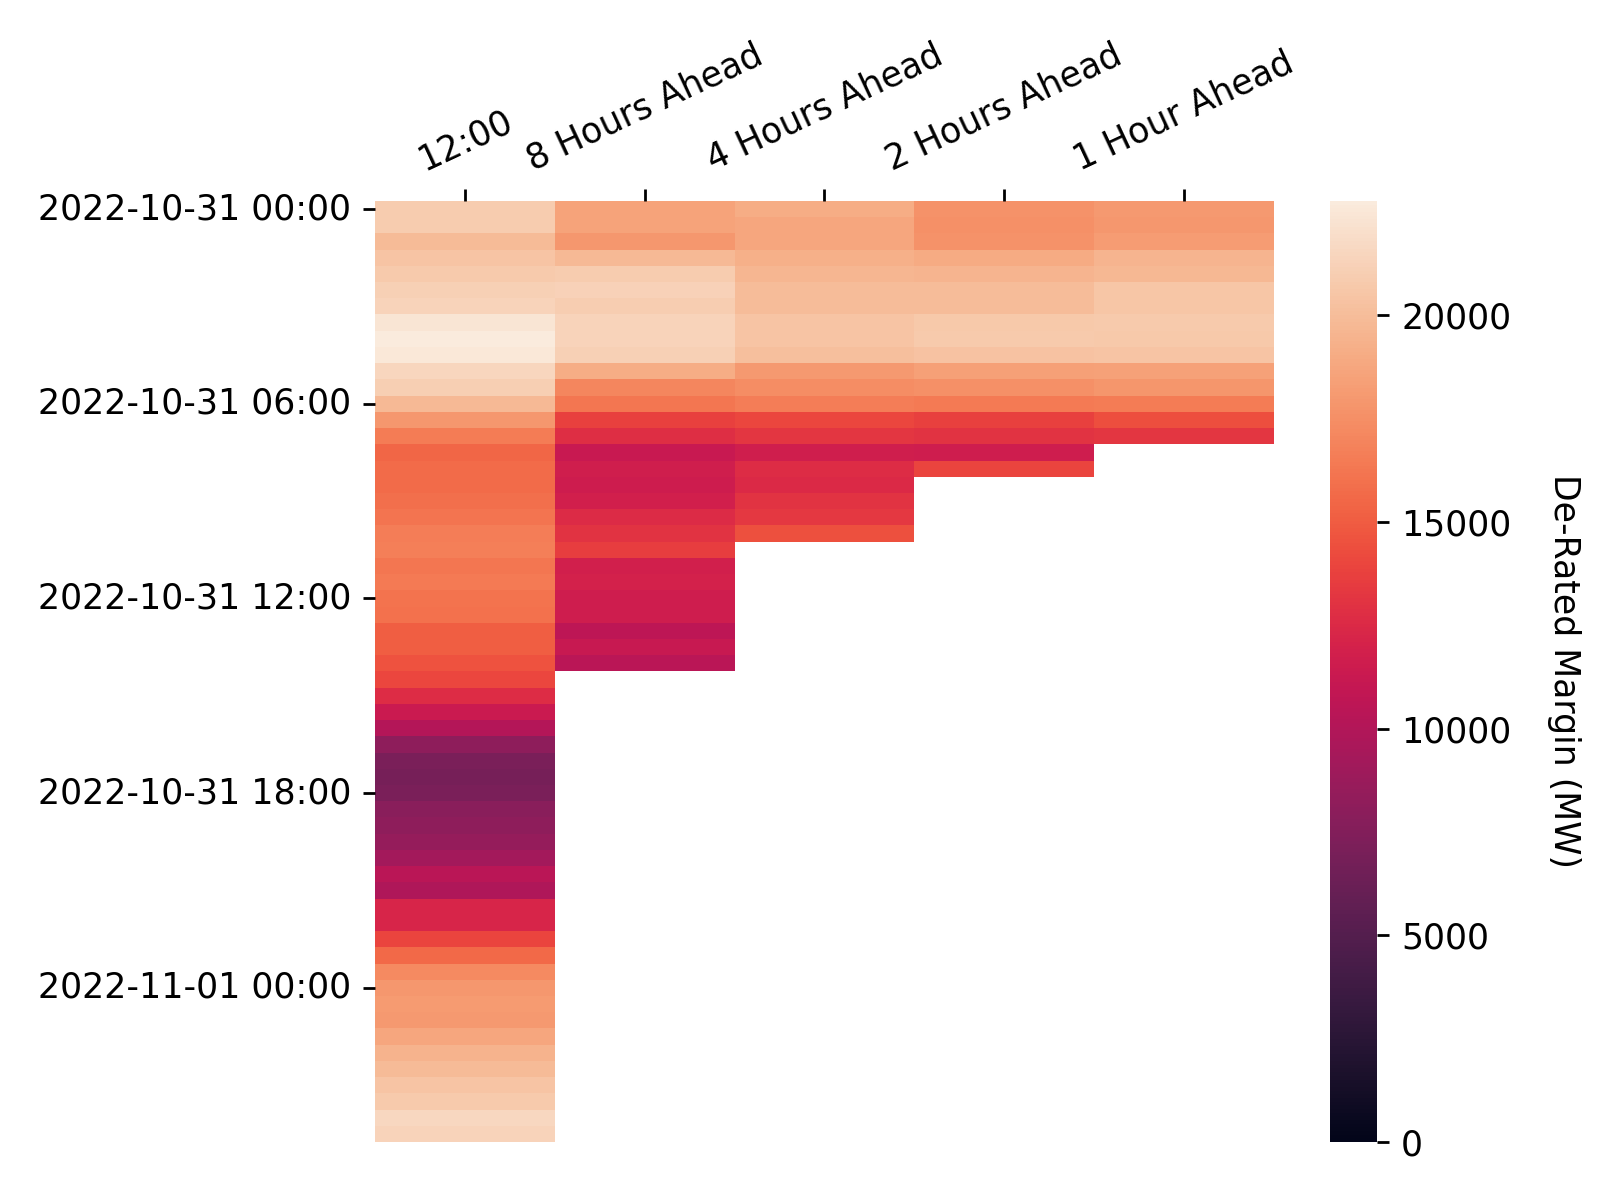 12:00
8 Hours Ahead
4 Hours Ahead
2 Hours Ahead
1 Hour Ahead
2022-10-31 00:00
2022-10-31 06:00
2022-10-31 12:00
2022-10-31 18:00
2022-11-01 00:00
20000
15000
10000
5000
0
De-Rated Margin (MW)